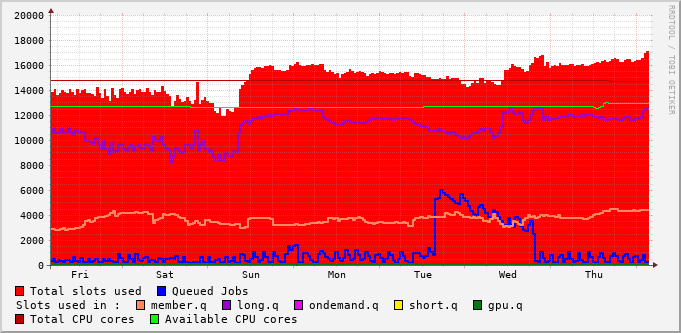 RRDTOOL / TOBI OETIKER
20000
18000
16000
14000
12000
10000
8000
6000
4000
2000
0
Fri Sat Sun Mon Tue Wed Thu
Total slots used Queued Jobs
Slots used in : member.q long.q ondemand.q short.q gpu.q
Total CPU cores Available CPU cores